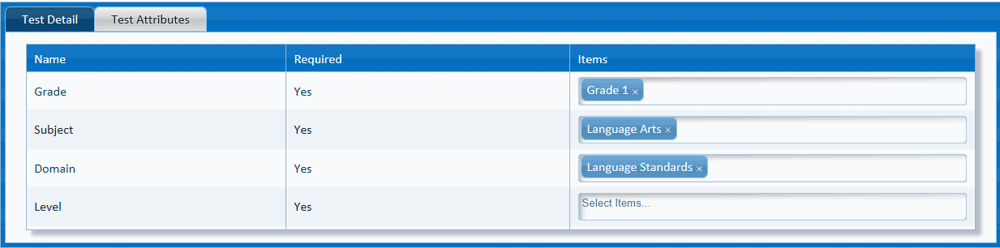 Test Detail Test Attributes
Name Required Items
Grade Yes Grade 1 ×
Subject Yes Language Arts ×
Domain Yes Language Standards ×
Level Yes Select Items...